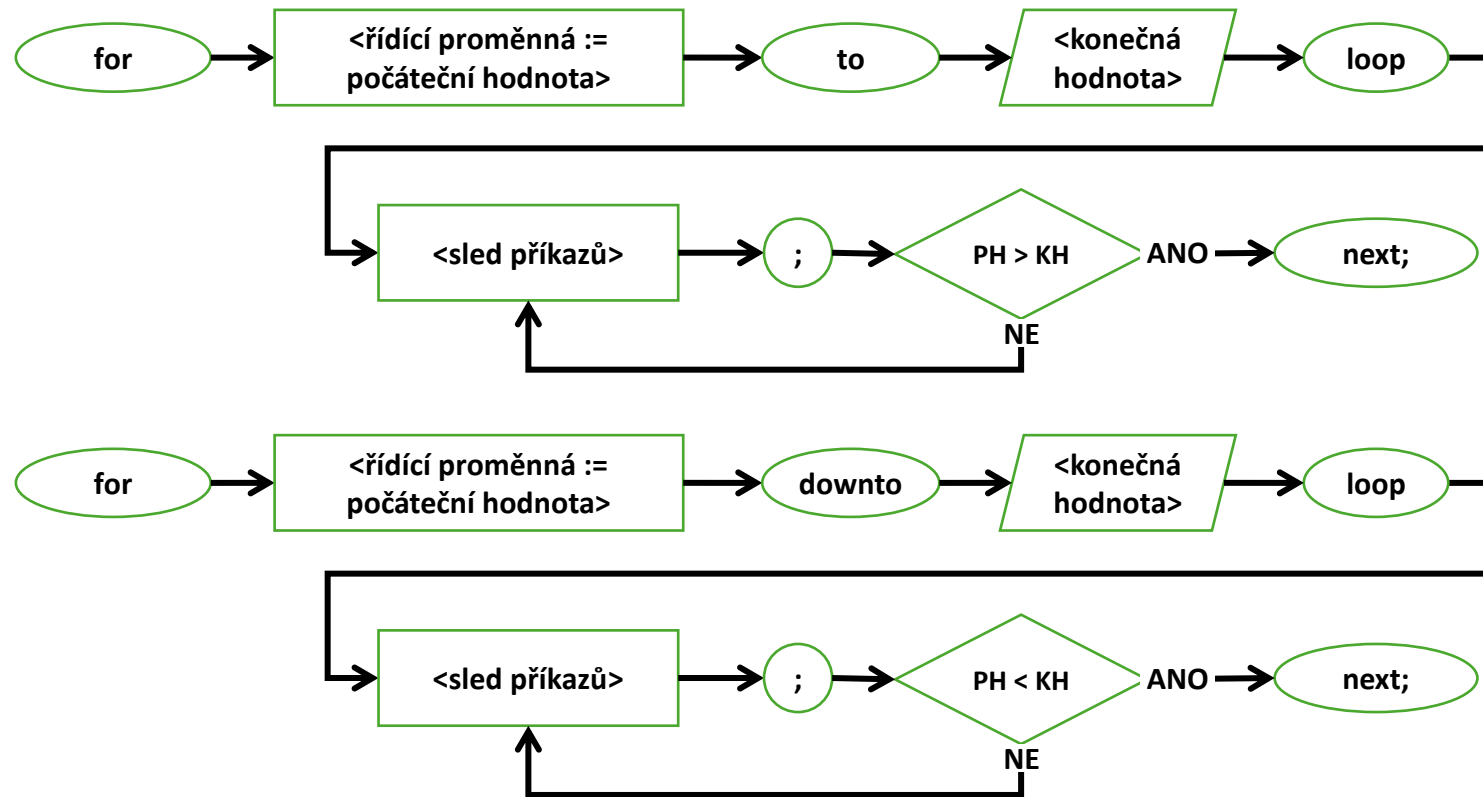 for
<řídící proměnná :=
počáteční hodnota>
to
<konečná
hodnota>
loop
<sled příkazů>
;
PH > KH
ANO
next;
NE
for
<řídící proměnná :=
počáteční hodnota>
downto
<konečná
hodnota>
loop
<sled příkazů>
;
PH < KH
ANO
next;
NE